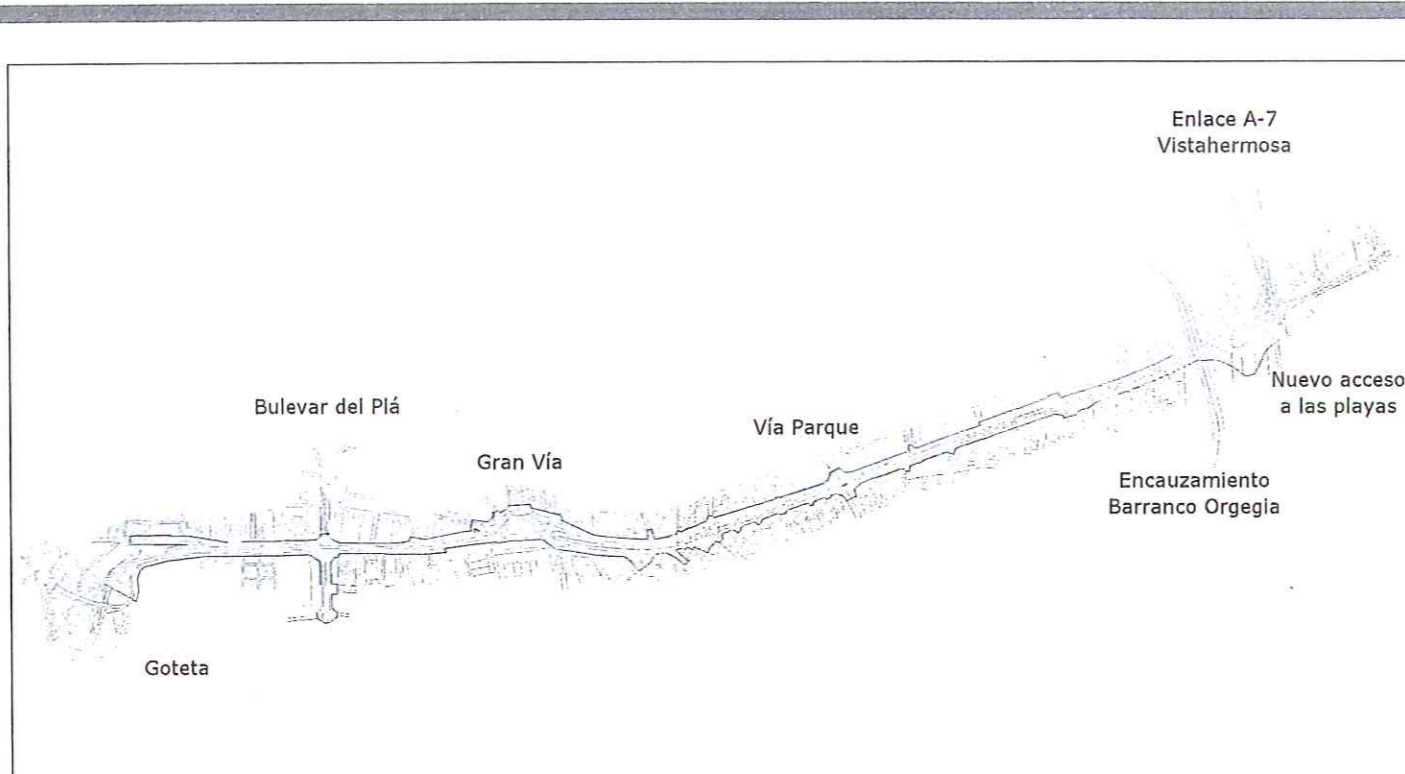 Enlace A-7
Vistahermosa
Bulevar del Plá
Gran Vía
Vía Parque
Nuevo acceso
a las playas
Encauzamiento
Barranco Orgegia
Goteta